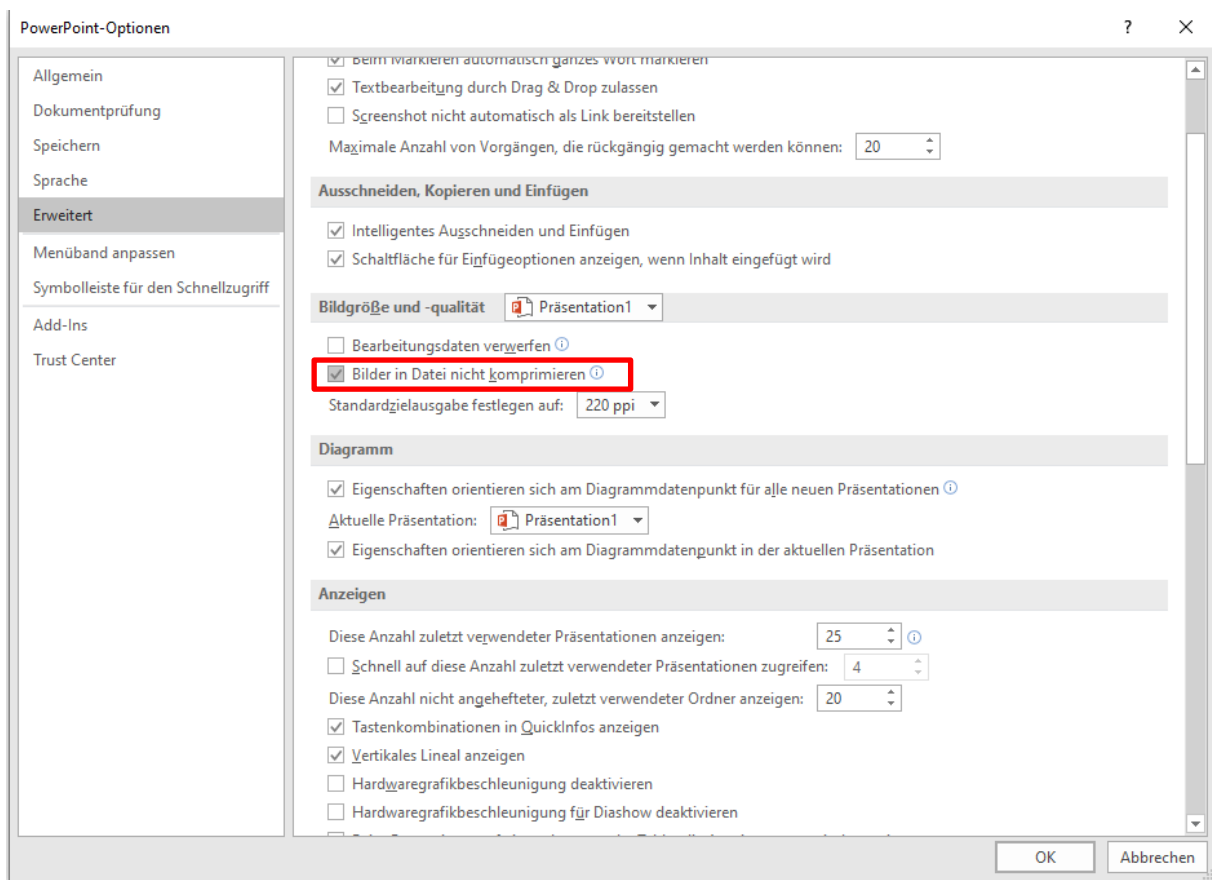 PowerPoint-Optionen
Allgemein
Dokumentprüfung
Speichern
Sprache
Erweitert
Menüband anpassen
Symbolleiste für den Schnellzugriff
Add-Ins
Trust Center
Beim Markieren automatisch ganzes Wort markieren
Textbearbeitung durch Drag & Drop zulassen
Screenshot nicht automatisch als Link bereitstellen
Maximale Anzahl von Vorgängen, die rückgängig gemacht werden können: 20
Ausschneiden, Kopieren und Einfügen
Intelligentes Ausschneiden und Einfügen
Schaltfläche für Einfügeoptionen anzeigen, wenn Inhalt eingefügt wird
Bildgröße und -qualität Präsentation1
Bearbeitungsdaten verwerfen
Bilder in Datei nicht komprimieren
Standardzielausgabe festlegen auf: 220 ppi
Diagramm
Eigenschaften orientieren sich am Diagrammdatenpunkt für alle neuen Präsentationen
Aktuelle Präsentation: Präsentation1
Eigenschaften orientieren sich am Diagrammdatenpunkt in der aktuellen Präsentation
Anzeigen
Diese Anzahl zuletzt verwendeter Präsentationen anzeigen: 25
Schnell auf diese Anzahl zuletzt verwendeter Präsentationen zugreifen: 4
Diese Anzahl nicht angehefteter, zuletzt verwendeter Ordner anzeigen: 20
Tastenkombinationen in QuickInfos anzeigen
Vertikales Lineal anzeigen
Hardwaregrafikbeschleunigung deaktivieren
Hardwaregrafikbeschleunigung für Diashow deaktivieren
OK Abbrechen